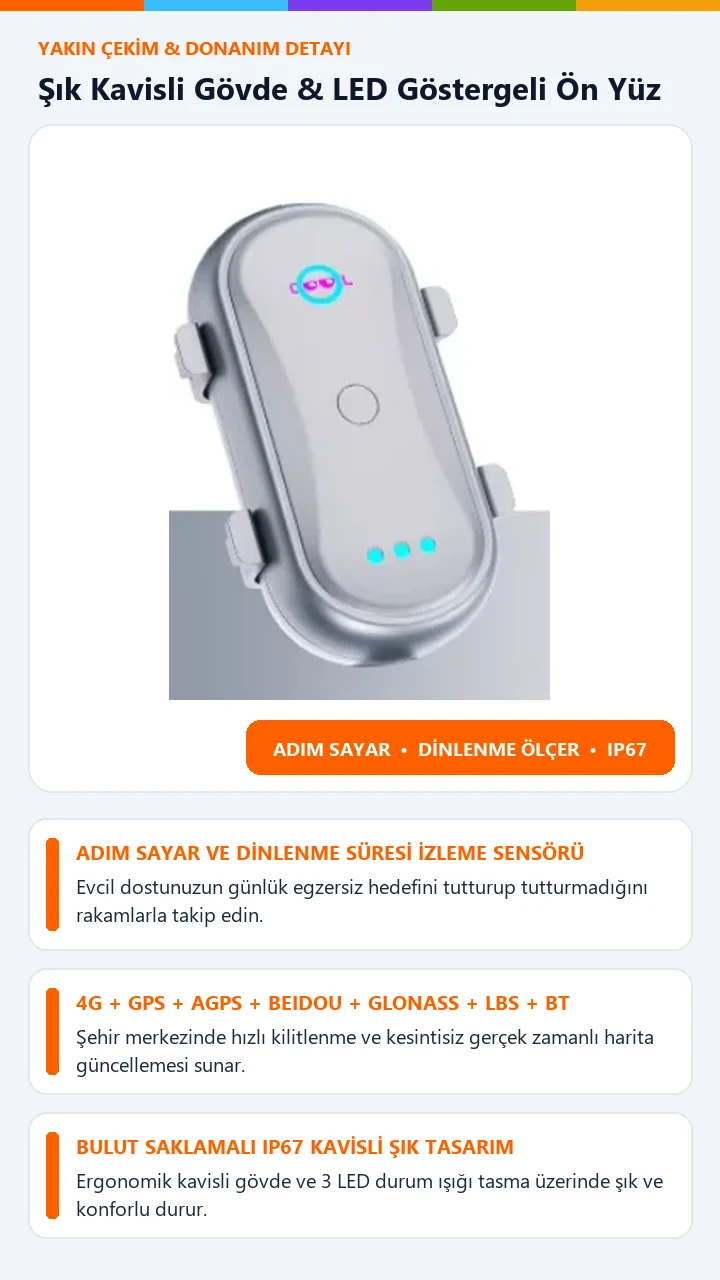 YAKIN ÇEKİM & DONANIM DETAYI
Şık Kavisli Gövde & LED Göstergeli Ön Yüz
ADIM SAYAR • DİNLENME ÖLÇER • IP67
ADIM SAYAR VE DİNLENME SÜRESİ İZLEME SENSÖRÜ
Evcil dostunuzun günlük egzersiz hedefini tutturup tutturmadığını
rakamlarla takip edin.
4G + GPS + AGPS + BEIDOU + GLONASS + LBS + BT
Şehir merkezinde hızlı kilitlenme ve kesintisiz gerçek zamanlı harita
güncellemesi sunar.
BULUT SAKLAMALI IP67 KAVİSLİ ŞIK TASARIM
Ergonomik kavisli gövde ve 3 LED durum ışığı tasma üzerinde şık ve
konforlu durur.